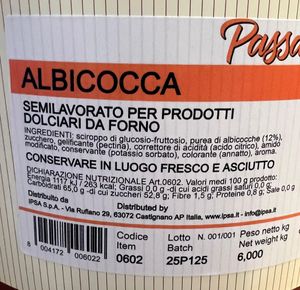 Passa
ALBICOCCA
SEMILAVORATO PER PRODOTTI
DOLCIARI DA FORNO
INGREDIENTI: sciroppo di glucosio-fruttosio, purea di albicocche (12%),
zucchero, gelificante (pectina), correttore di acidità (acido citrico), amido
modificato, conservante (potassio sorbato), colorante (annatto), aroma.
CONSERVARE IN LUOGO FRESCO E ASCIUTTO
DICHIARAZIONE NUTRIZIONALE Art.0602. Valori medi 100 g prodotto:
Energia 1117 kJ / 263 kcal; Grassi 0,0 g -di cui acidi grassi saturi 0,0 g
Carboidrati 65,0 g -di cui zuccheri 52,8 g; Fibre 1,5 g; Proteine 0,8 g; Sale 0,0 g
Distribuito da Distributed by
IPSA S.p.A. - Via Rufiano 29, 63072 Castignano AP Italia, www.ipsa.it - info@ipsa.it
Codice Lotto N. 001/001 Peso netto kg
Item Batch Net weight kg
0602 25P125 6,000
8 004172 006022